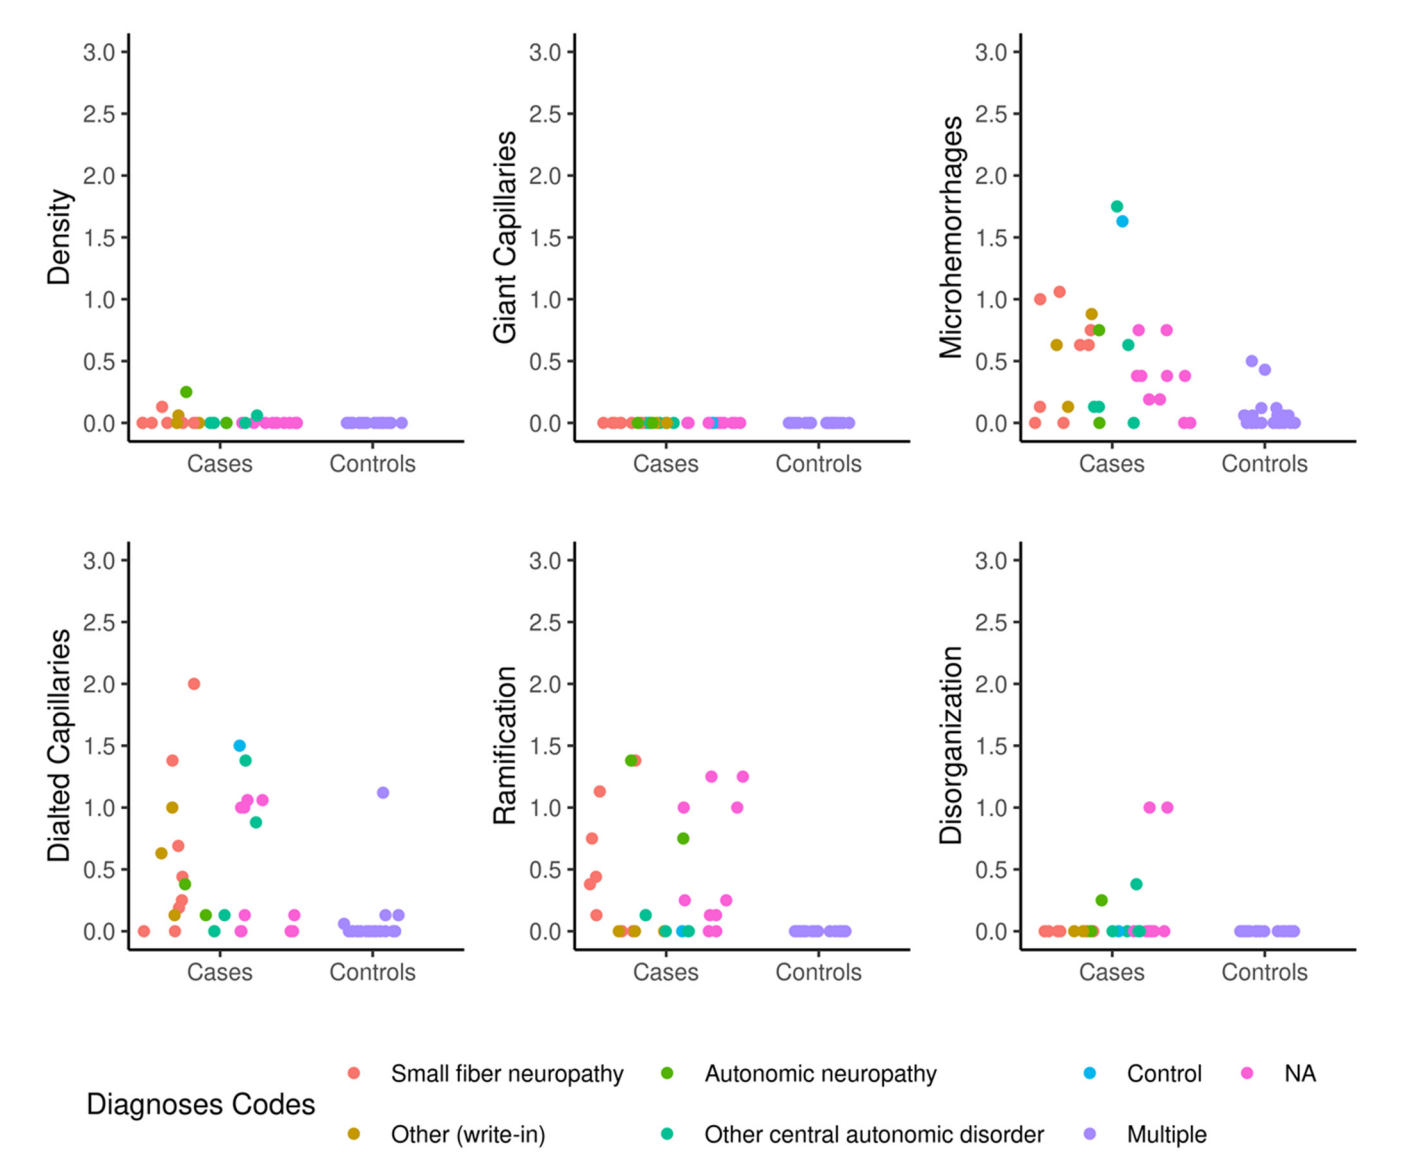 Density
3.0
2.5
2.0
1.5
1.0
0.5
0.0
Cases Controls
Giant Capillaries
3.0
2.5
2.0
1.5
1.0
0.5
0.0
Cases Controls
Microhemorrhages
3.0
2.5
2.0
1.5
1.0
0.5
0.0
Cases Controls
Dialted Capillaries
3.0
2.5
2.0
1.5
1.0
0.5
0.0
Cases Controls
Ramification
3.0
2.5
2.0
1.5
1.0
0.5
0.0
Cases Controls
Disorganization
3.0
2.5
2.0
1.5
1.0
0.5
0.0
Cases Controls
Diagnoses Codes
Small fiber neuropathy Autonomic neuropathy Control NA
Other (write-in) Other central autonomic disorder Multiple